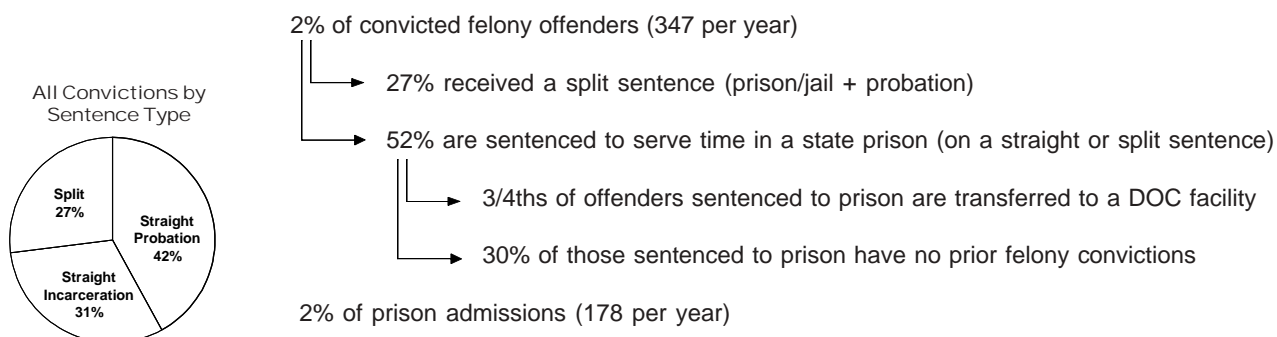 2% of convicted felony offenders (347 per year)
27% received a split sentence (prison/jail + probation)
52% are sentenced to serve time in a state prison (on a straight or split sentence)
3/4ths of offenders sentenced to prison are transferred to a DOC facility
30% of those sentenced to prison have no prior felony convictions
2% of prison admissions (178 per year)
All Convictions by
Sentence Type
Split
27%
Straight
Probation
42%
Straight
Incarceration
31%